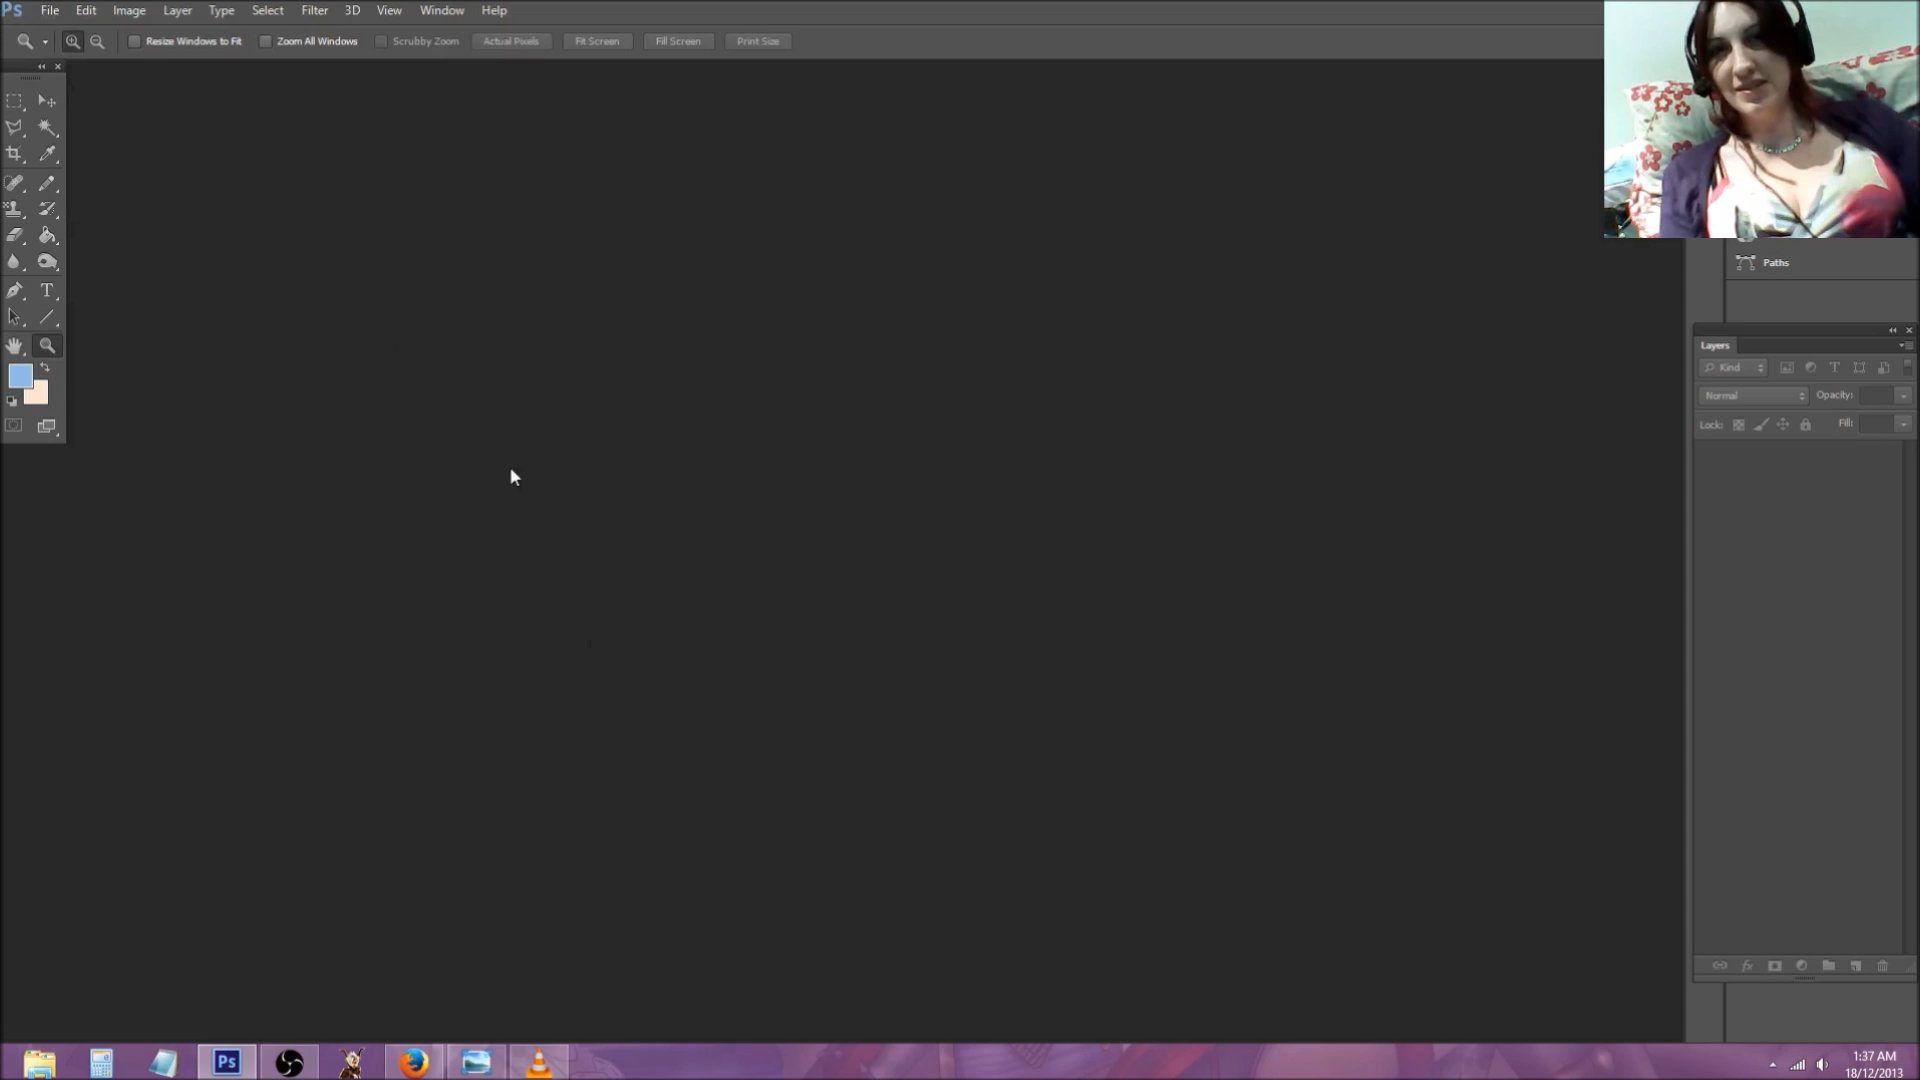 Ps File Edit Image Layer Type Select Filter 3D View Window Help
Resize Windows to Fit Zoom All Windows Scrubby Zoom Actual Pixels Fit Screen Fill Screen Print Size
T
Paths
Layers
Kind T
Normal Opacity:
Lock: Fill:
fx
Ps
1:37 AM
18/12/2013